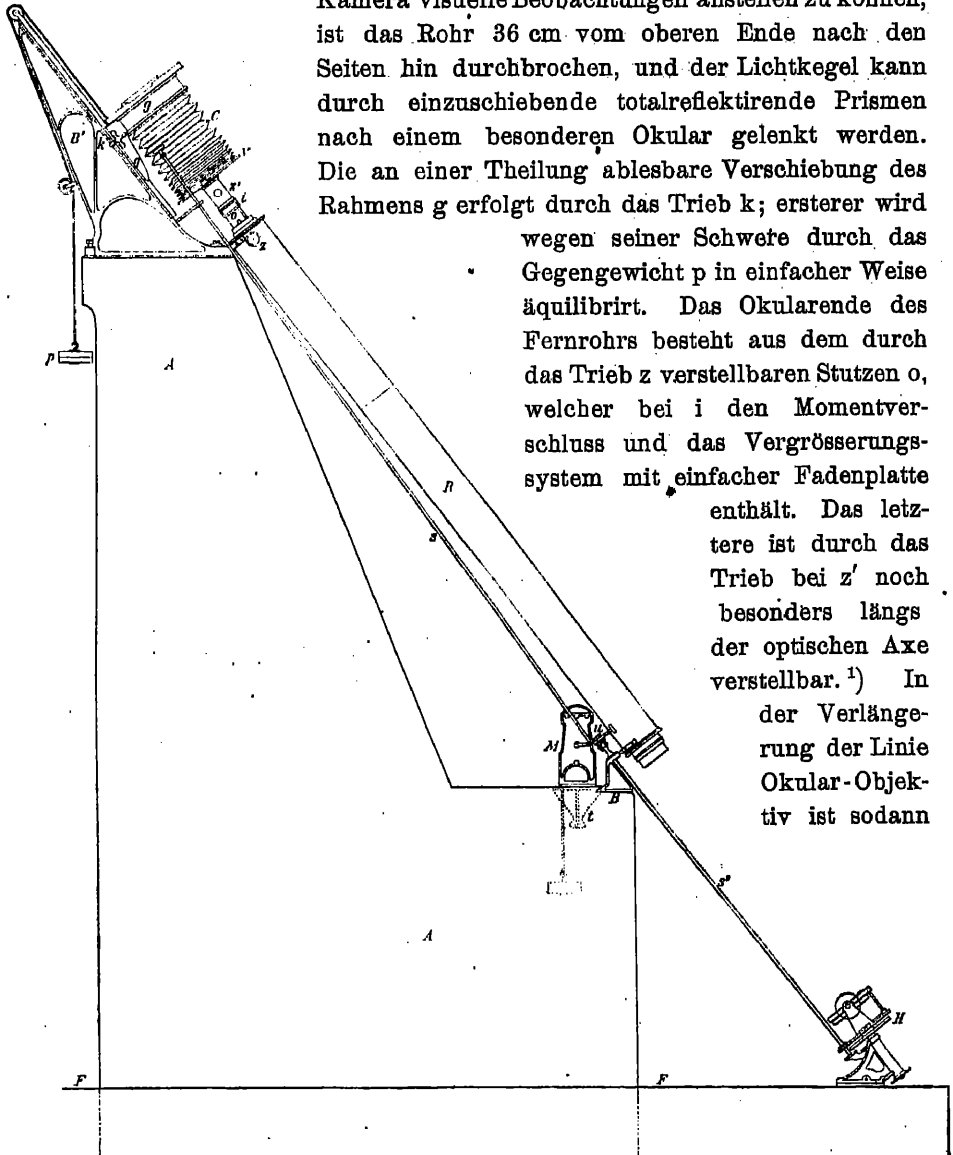 Kamera visuelle Beobachtungen anstellen zu können,
ist das Rohr 36 cm vom oberen Ende nach den
Seiten hin durchbrochen, und der Lichtkegel kann
durch einzuschiebende totalreflektirende Prismen
nach einem besonderen Okular gelenkt werden.
Die an einer Theilung ablesbare Verschiebung des
Rahmens g erfolgt durch das Trieb k; ersterer wird
wegen seiner Schwere durch das
Gegengewicht p in einfacher Weise
äquilibrirt. Das Okularende des
Fernrohrs besteht aus dem durch
das Trieb z verstellbaren Stutzen o,
welcher bei i den Momentver-
schluss und das Vergrösserungs-
system mit einfacher Fadenplatte
enthält. Das letz-
tere ist durch das
Trieb bei z′ noch
besonders längs
der optischen Axe
verstellbar. ¹) In
der Verlänge-
rung der Linie
Okular-Objek-
tiv ist sodann
g
C
B′
k
g
z′
i
z
p
A
R
s
u
M
B
t
s′
A
H
F
F